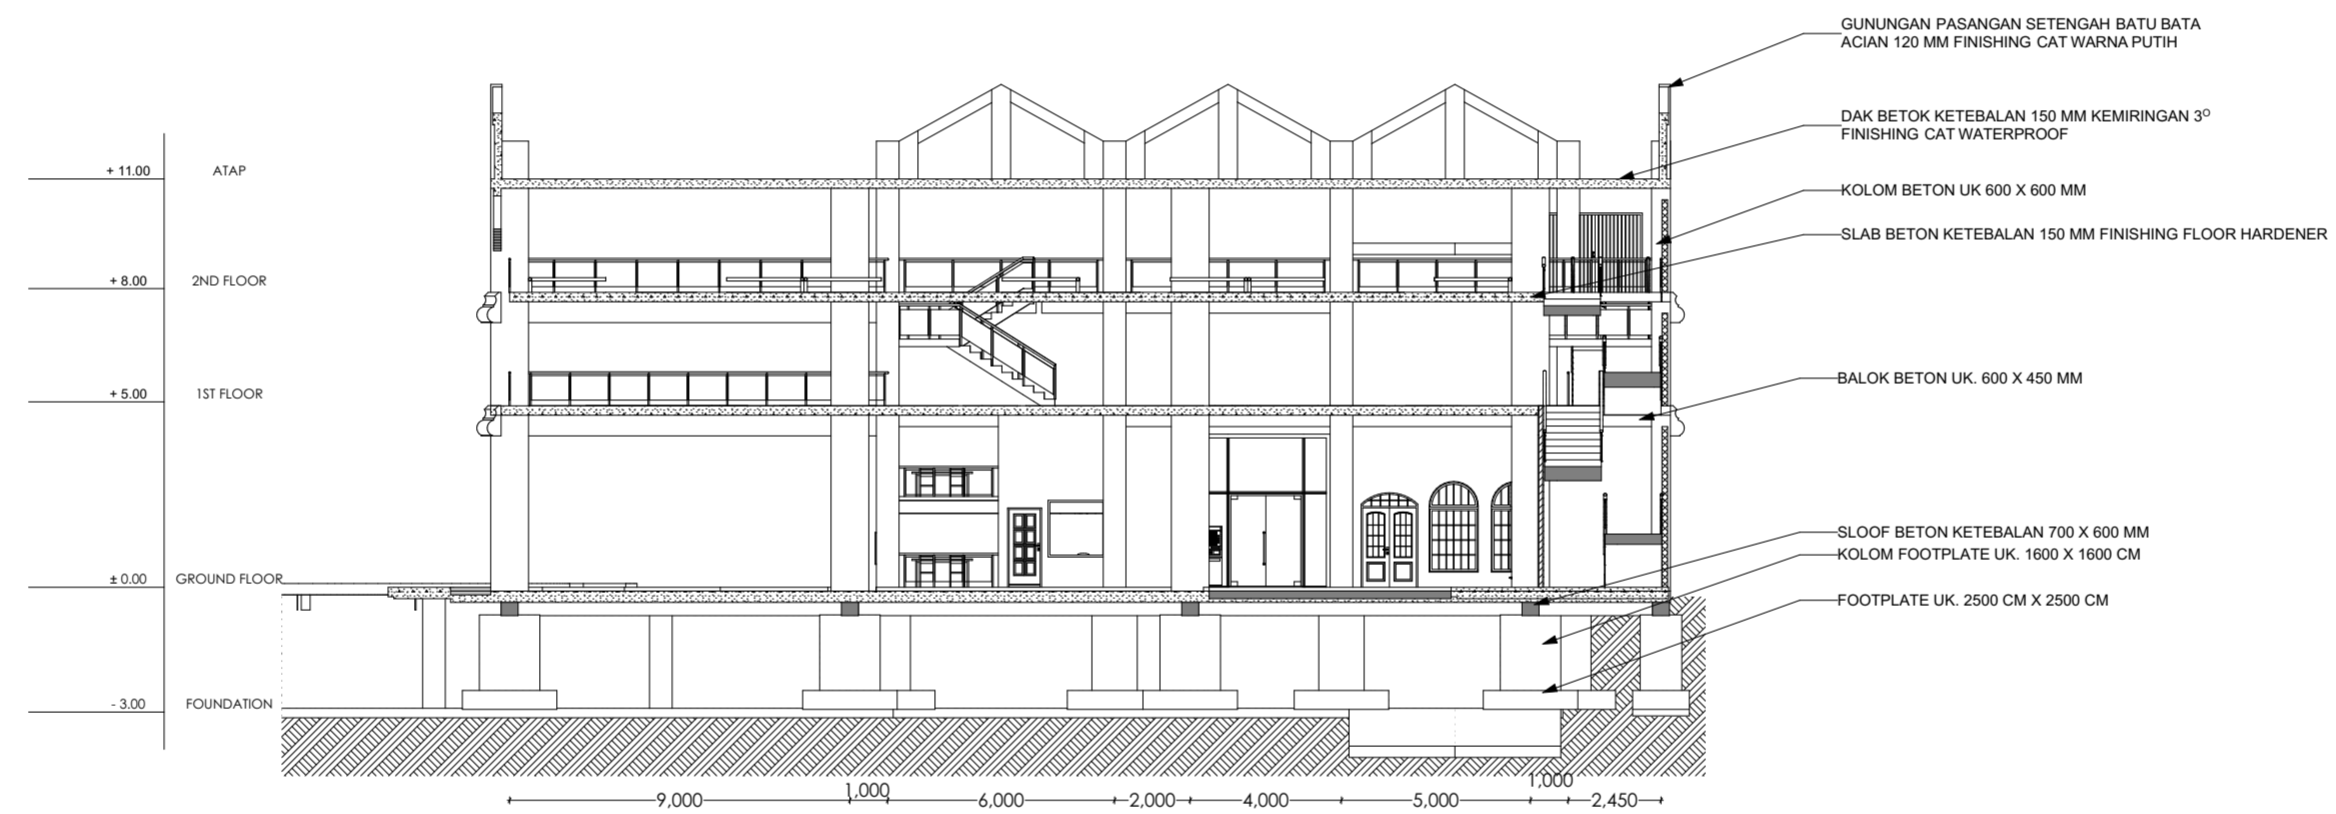 GUNUNGAN PASANGAN SETENGAH BATU BATA
ACIAN 120 MM FINISHING CAT WARNA PUTIH
DAK BETOK KETEBALAN 150 MM KEMIRINGAN 3O
FINISHING CAT WATERPROOF
+ 11.00 ATAP
KOLOM BETON UK 600 X 600 MM
SLAB BETON KETEBALAN 150 MM FINISHING FLOOR HARDENER
+ 8.00 2ND FLOOR
BALOK BETON UK. 600 X 450 MM
+ 5.00 1ST FLOOR
SLOOF BETON KETEBALAN 700 X 600 MM
KOLOM FOOTPLATE UK. 1600 X 1600 CM
± 0.00 GROUND FLOOR
FOOTPLATE UK. 2500 CM X 2500 CM
- 3.00 FOUNDATION
9,000 1,000 6,000 2,000 4,000 5,000 1,000 2,450